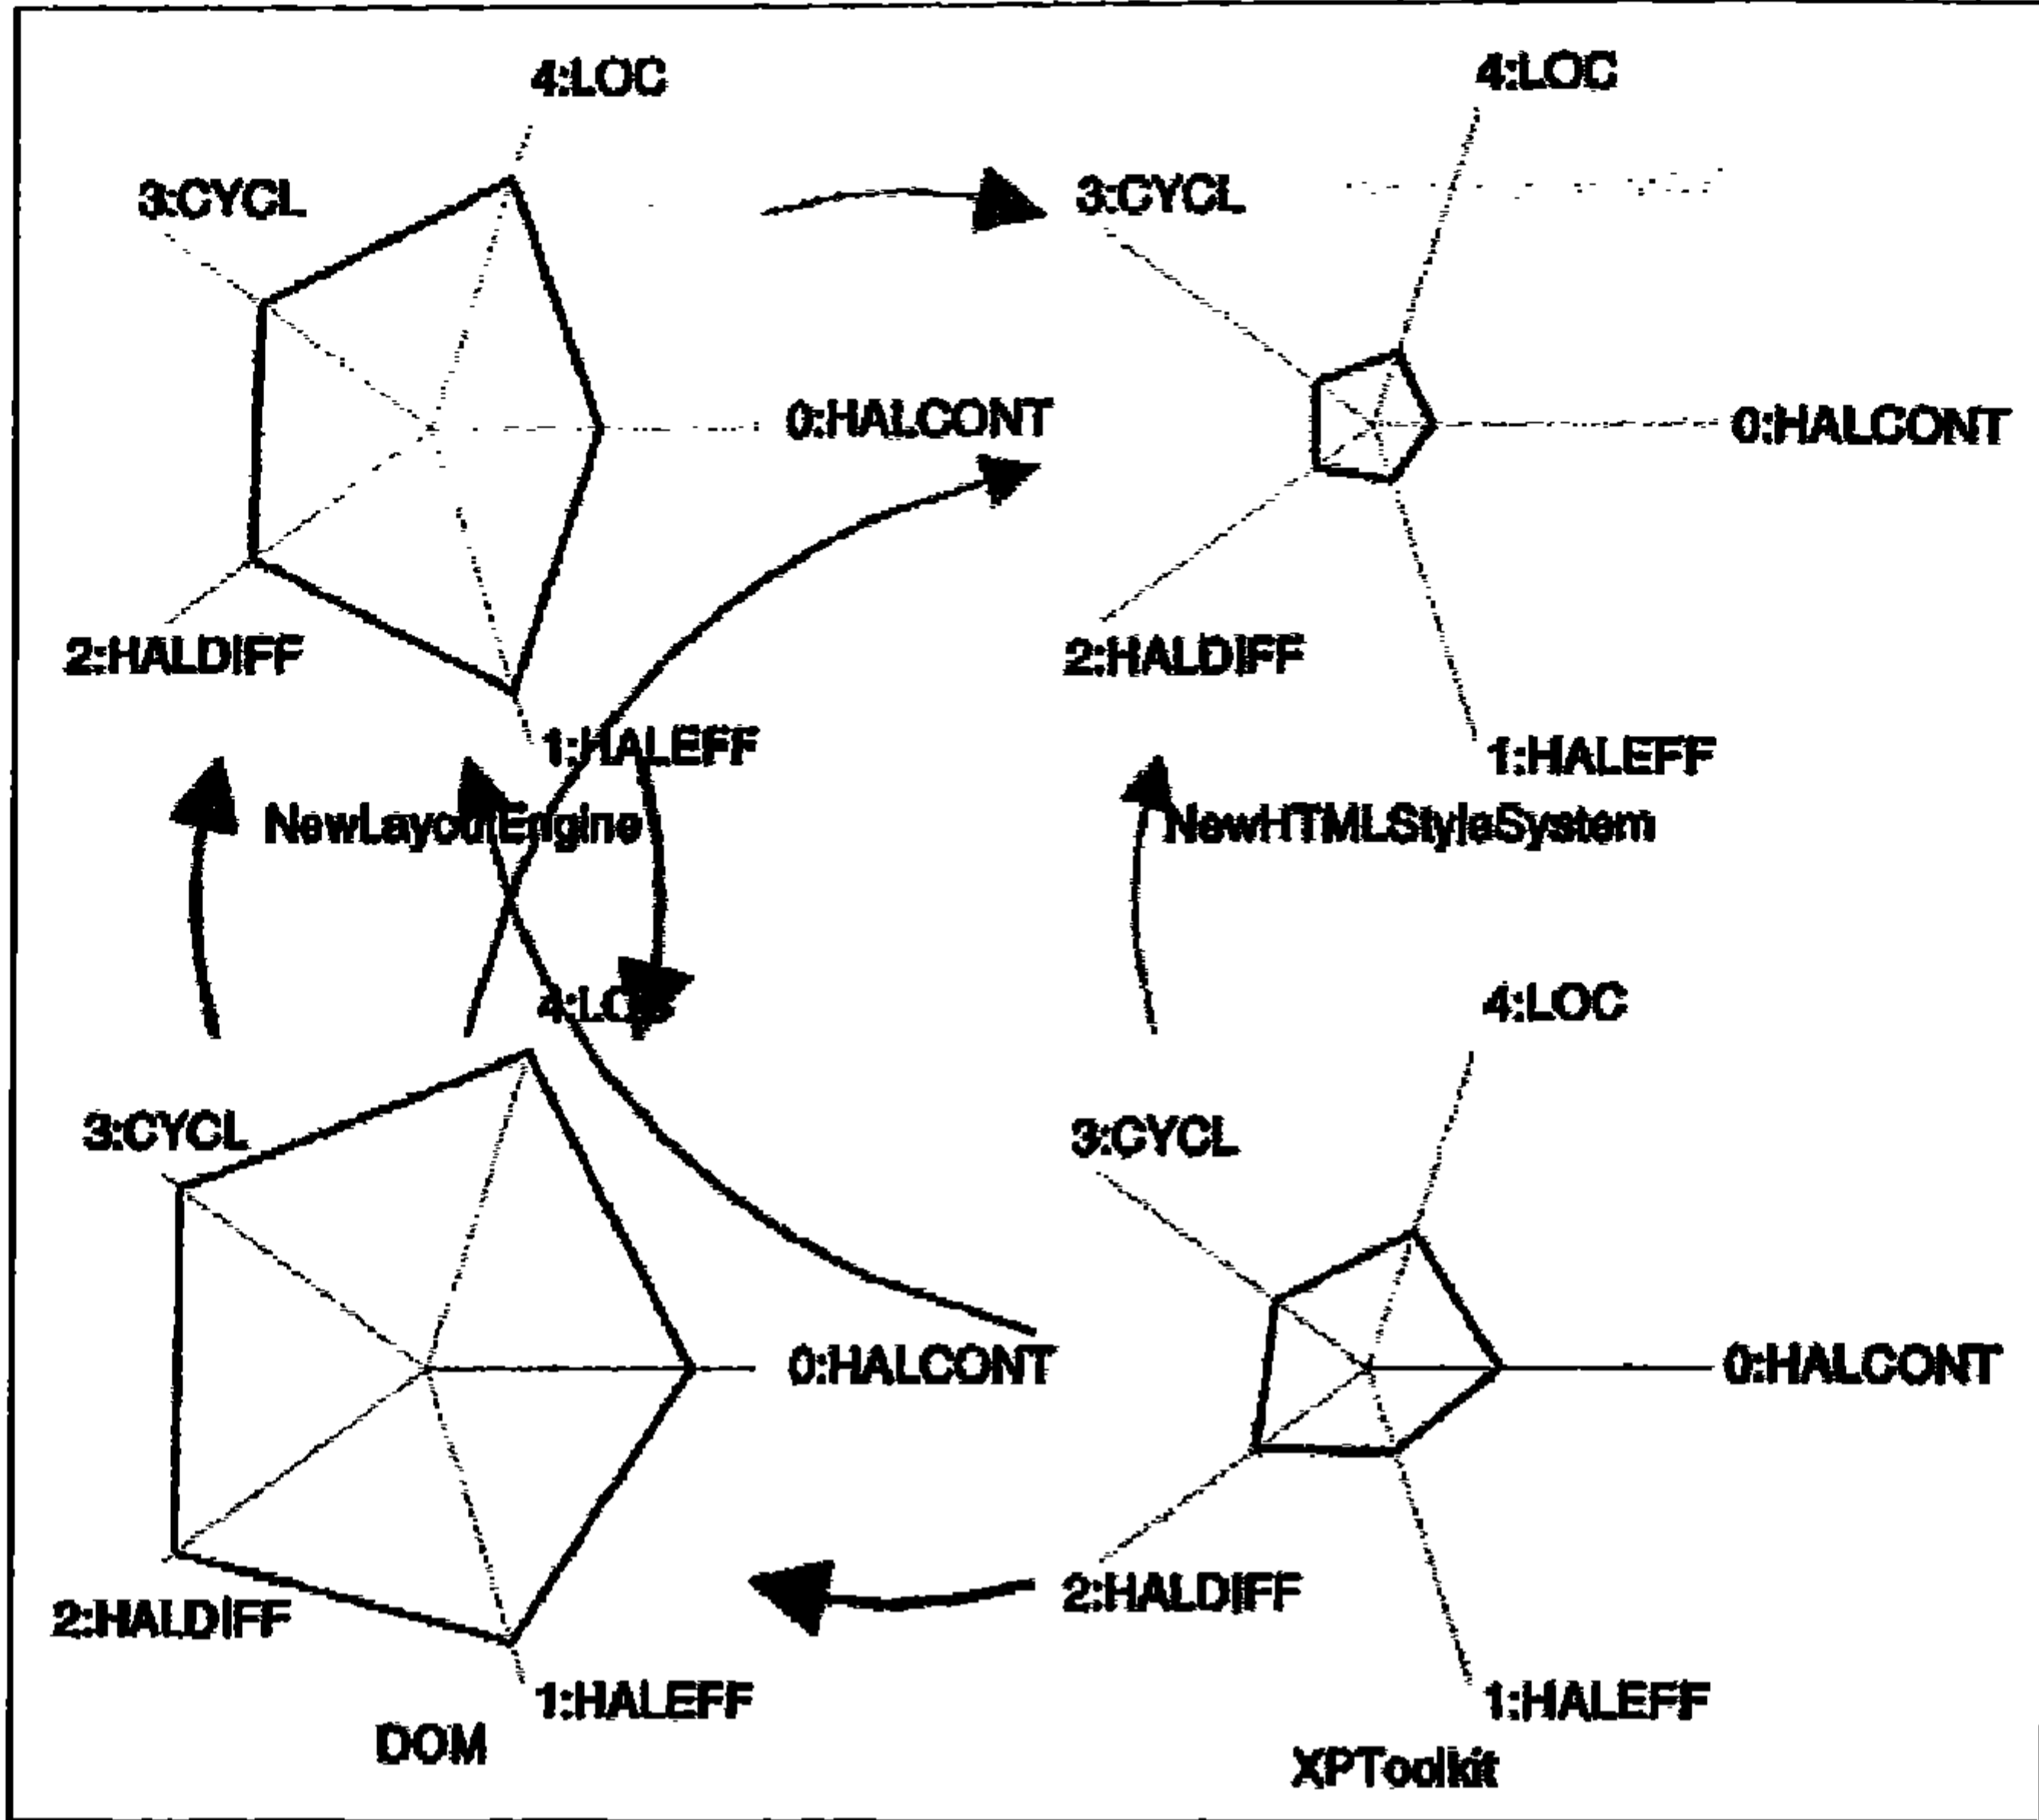 4:LOC
3:CYCL
0:HALCONT
2:HALDIFF
1:HALEFF
NewLayoutEngine
4:LOC
3:CYCL
0:HALCONT
2:HALDIFF
1:HALEFF
NewHTMLStyleSystem
4:LOC
3:CYCL
0:HALCONT
2:HALDIFF
1:HALEFF
DOM
4:LOC
3:CYCL
0:HALCONT
2:HALDIFF
1:HALEFF
XPToolkit